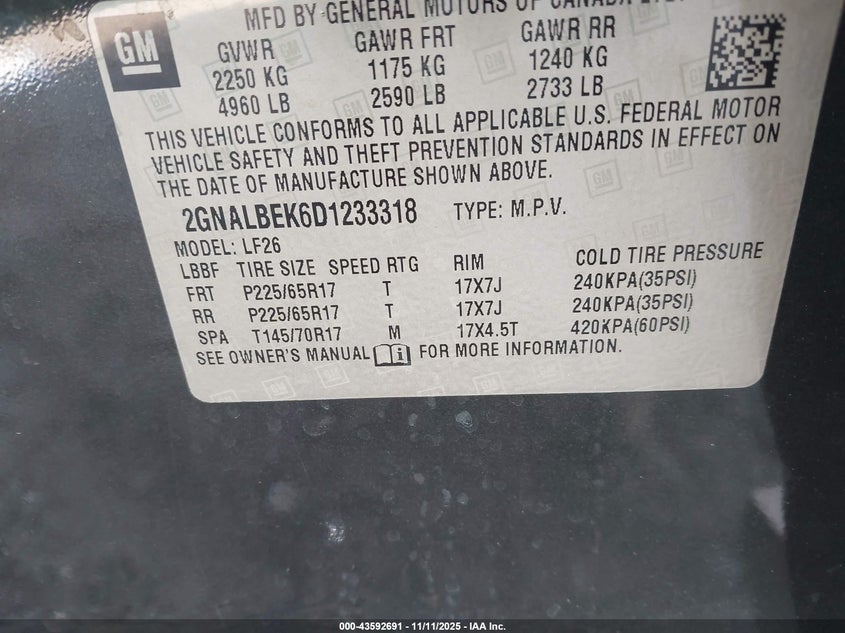 MFD BY GENERAL MOTORS OF CANADA LTD.
GM
GVWR GAWR FRT GAWR RR
2250 KG 1175 KG 1240 KG
4960 LB 2590 LB 2733 LB
THIS VEHICLE CONFORMS TO ALL APPLICABLE U.S. FEDERAL MOTOR
VEHICLE SAFETY AND THEFT PREVENTION STANDARDS IN EFFECT ON
THE DATE OF MANUFACTURE SHOWN ABOVE.
2GNALBEK6D1233318 TYPE: M.P.V.
MODEL: LF26
LBBF TIRE SIZE SPEED RTG RIM COLD TIRE PRESSURE
FRT P225/65R17 T 17X7J 240KPA(35PSI)
RR P225/65R17 T 17X7J 240KPA(35PSI)
SPA T145/70R17 M 17X4.5T 420KPA(60PSI)
SEE OWNER'S MANUAL FOR MORE INFORMATION.
000-43592691 - 11/11/2025 - IAA Inc.